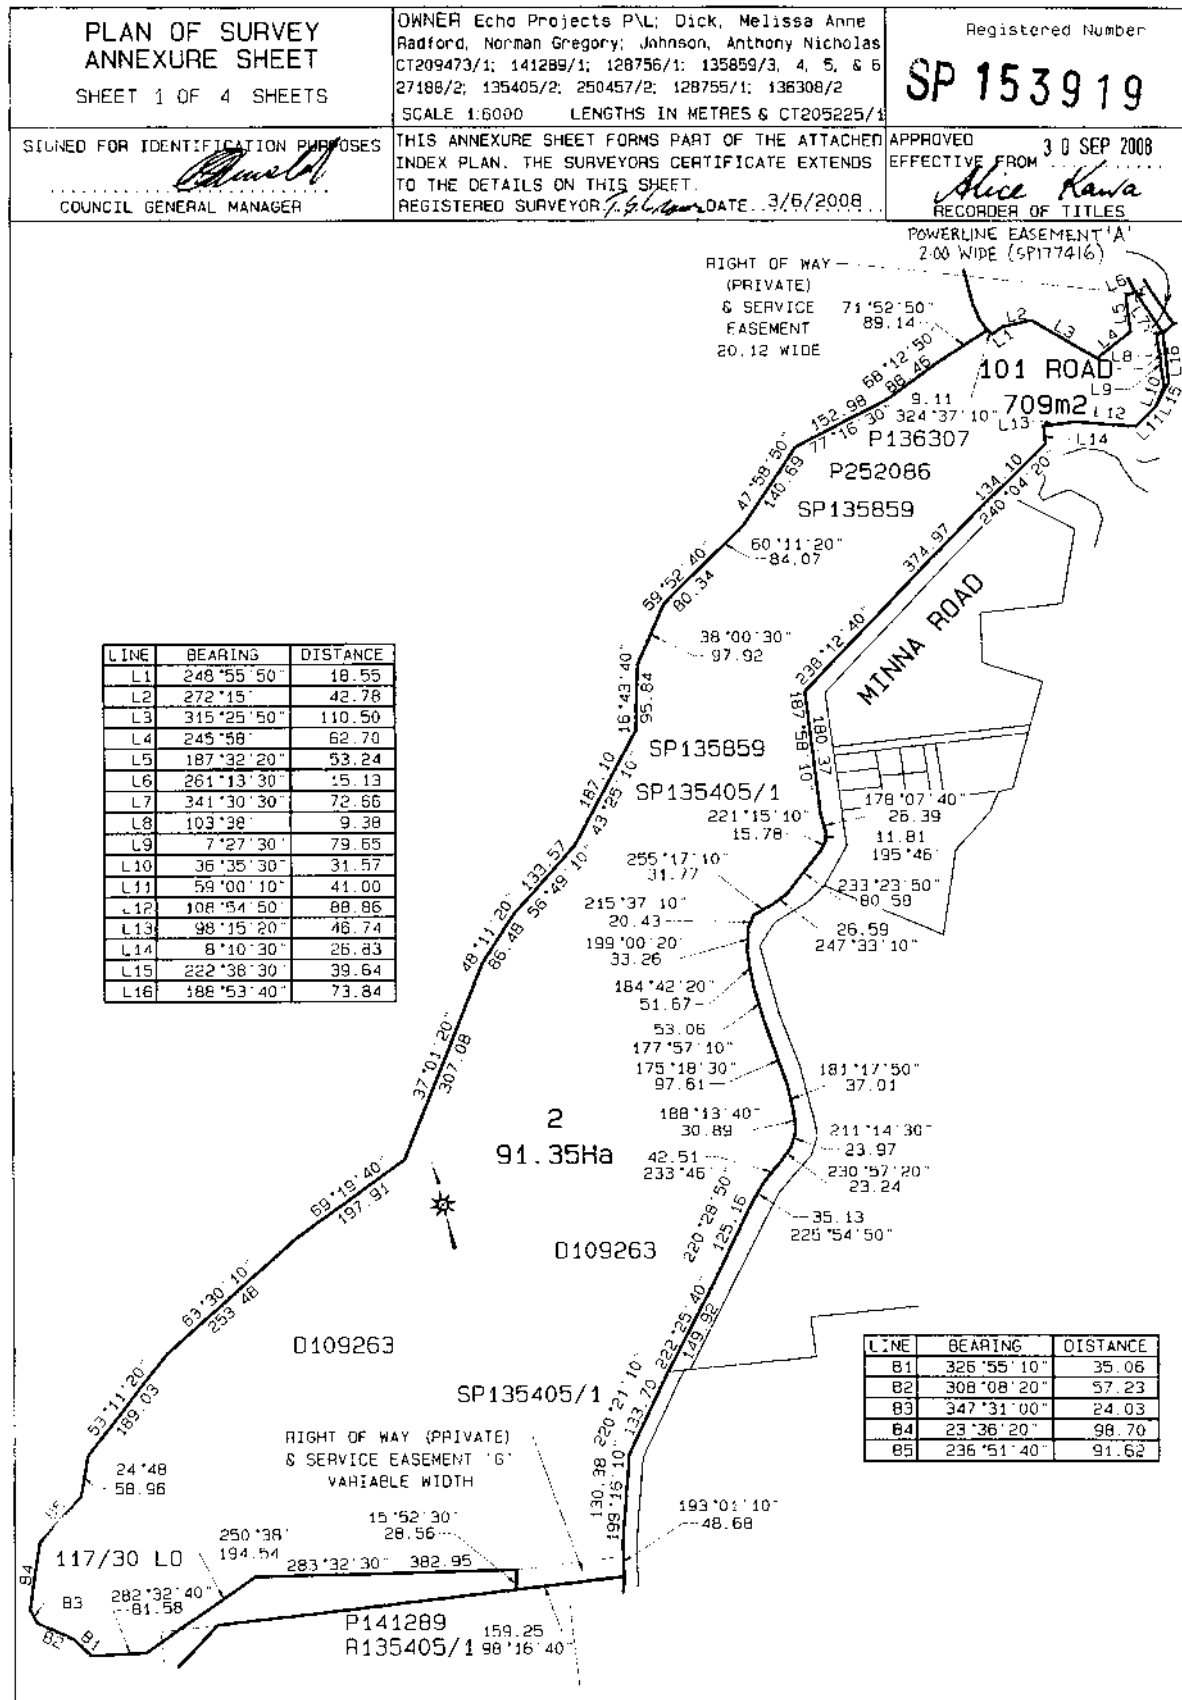 PLAN OF SURVEY
ANNEXURE SHEET
SHEET 1 OF 4 SHEETS
OWNER Echo Projects P\L; Dick, Melissa Anne
Radford, Norman Gregory; Johnson, Anthony Nicholas
CT209473/1; 141289/1; 128756/1; 135859/3, 4, 5, & 6
27188/2; 135405/2; 250457/2; 128755/1; 136308/2
SCALE 1:6000 LENGTHS IN METRES & CT205225/1
Registered Number
SP 153919
SIGNED FOR IDENTIFICATION PURPOSES
COUNCIL GENERAL MANAGER
THIS ANNEXURE SHEET FORMS PART OF THE ATTACHED
INDEX PLAN. THE SURVEYORS CERTIFICATE EXTENDS
TO THE DETAILS ON THIS SHEET.
REGISTERED SURVEYOR DATE 3/6/2008
APPROVED
EFFECTIVE FROM 30 SEP 2008
Alice Kawa
RECORDER OF TITLES
POWERLINE EASEMENT 'A'
2.00 WIDE (SP177416)
RIGHT OF WAY
(PRIVATE)
& SERVICE
EASEMENT
20.12 WIDE
71°52'50"
89.14
68°12'50"
86.46
152.98
77°16'30"
L1
L2
L3
L4
L5
L6
L7
L8
L9
L10
L11
L12
L13
L14
L15
L16
101 ROAD
709m2
9.11
324°37'10"
P136307
P252086
SP135859
47°58'50"
140.69
60°11'20"
84.07
59°52'40"
80.34
134.10
240°04'20"
374.97
238°12'40"
MINNA ROAD
38°00'30"
97.92
16°43'40"
95.84
187°58'10"
180.37
LINE BEARING DISTANCE
L1 248°55'50" 18.55
L2 272°15' 42.78
L3 315°25'50" 110.50
L4 245°58' 62.70
L5 187°32'20" 53.24
L6 261°13'30" 15.13
L7 341°30'30" 72.66
L8 103°38' 9.38
L9 7°27'30" 79.65
L10 36°35'30" 31.57
L11 59°00'10" 41.00
L12 108°54'50" 88.86
L13 98°15'20" 46.74
L14 8°10'30" 26.83
L15 222°38'30" 39.64
L16 188°53'40" 73.84
SP135859
SP135405/1
187.10
43°25'10"
178°07'40"
26.39
221°15'10"
15.78
11.81
195°46'
133.57
56°49'10"
255°17'10"
31.77
233°23'50"
80.58
215°37'10"
20.43
26.59
247°33'10"
48°11'20"
86.48
199°00'20"
33.26
184°42'20"
51.67
53.06
177°57'10"
175°18'30"
97.61
181°17'50"
37.01
37°01'20"
307.08
188°13'40"
30.89
211°14'30"
23.97
2
91.35Ha
42.51
233°46'
230°57'20"
23.24
35.13
225°54'50"
69°19'40"
197.91
220°28'50"
125.16
D109263
63°30'10"
253.48
222°25'40"
149.92
D109263
SP135405/1
53°11'20"
189.03
220°21'10"
133.70
LINE BEARING DISTANCE
B1 326°55'10" 35.06
B2 308°08'20" 57.23
B3 347°31'00" 24.03
B4 23°36'20" 98.70
B5 236°51'40" 91.62
RIGHT OF WAY (PRIVATE)
& SERVICE EASEMENT 'G'
VARIABLE WIDTH
24°48'
58.96
B5
130.98
199°16'10"
193°01'10"
48.68
15°52'30"
28.56
250°38'
194.54
283°32'30" 382.95
117/30 LO
B4
B3
282°32'40"
81.58
B2
B1
P141289
R135405/1
159.25
98°16'40"